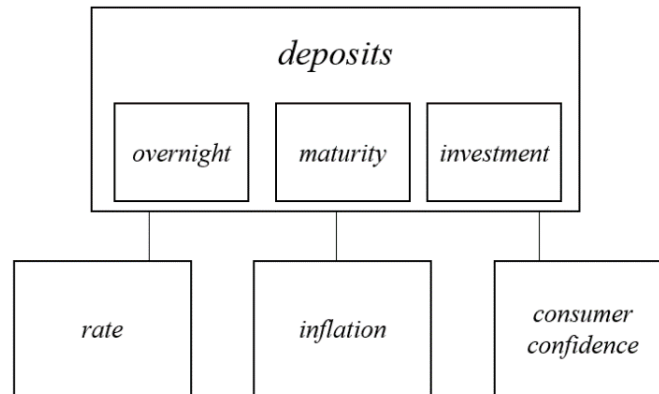 deposits
overnight
maturity
investment
rate
inflation
consumer
confidence